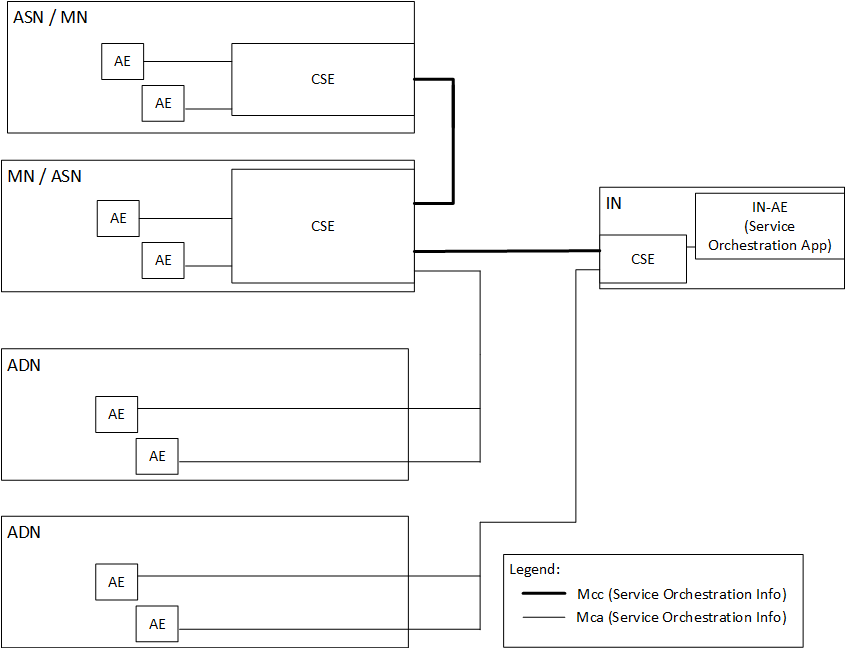 ASN / MN
AE
CSE
AE
MN / ASN
AE
CSE
AE
IN
IN-AE
(Service
Orchestration App)
CSE
ADN
AE
AE
ADN
AE
AE
Legend:
Mcc (Service Orchestration Info)
Mca (Service Orchestration Info)